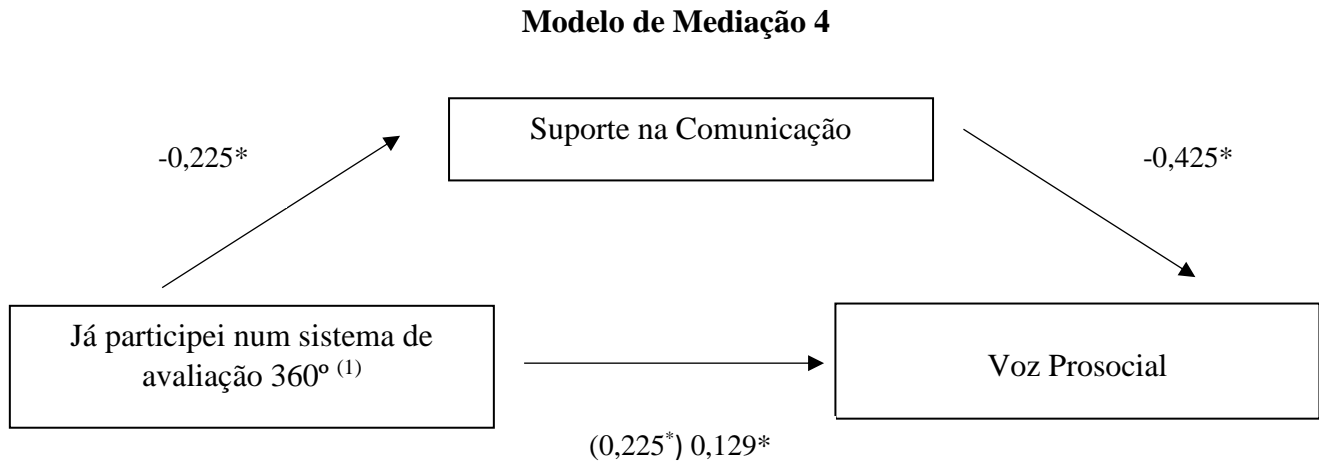 Modelo de Mediação 4
Suporte na Comunicação
-0,225*
-0,425*
Já participei num sistema de
avaliação 360º (1)
Voz Prosocial
(0,225*) 0,129*